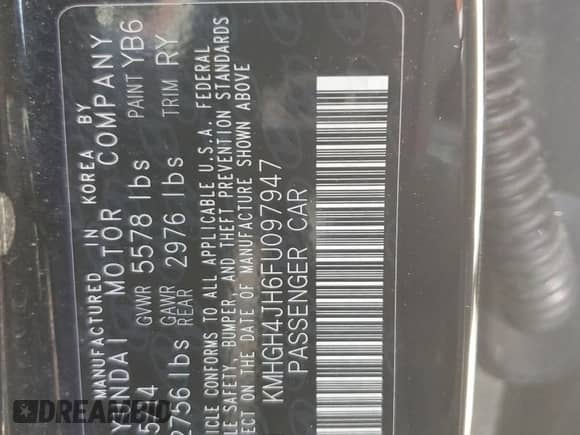 MANUFACTURED IN KOREA BY
YUNDAI MOTOR COMPANY
GVWR 5578 lbs PAINT YB6
2756 lbs GAWR REAR 2976 lbs TRIM RY
ICLE CONFORMS TO ALL APPLICABLE U.S.A. FEDERAL
LE SAFETY, BUMPER, AND THEFT PREVENTION STANDARDS
ECT ON THE DATE OF MANUFACTURE SHOWN ABOVE
KMHGH4JH6FU097947
PASSENGER CAR
DREAMBID